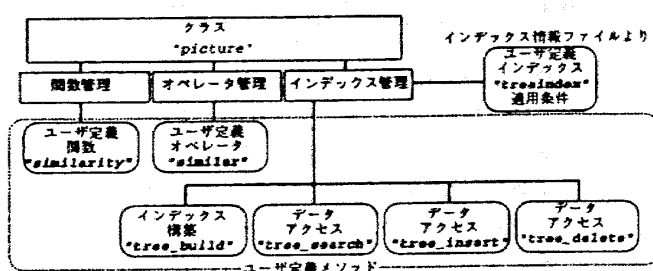 クラス
"picture"
インデックス情報ファイルより
ユーザ定義
インデックス
"treeindex"
適用条件
関数管理
オペレータ管理
インデックス管理
ユーザ定義
関数
"similarity"
ユーザ定義
オペレータ
"similar"
インデックス
構築
"tree_build"
データ
アクセス
"tree_search"
データ
アクセス
"tree_insert"
データ
アクセス
"tree_delete"
ユーザ定義メソッド